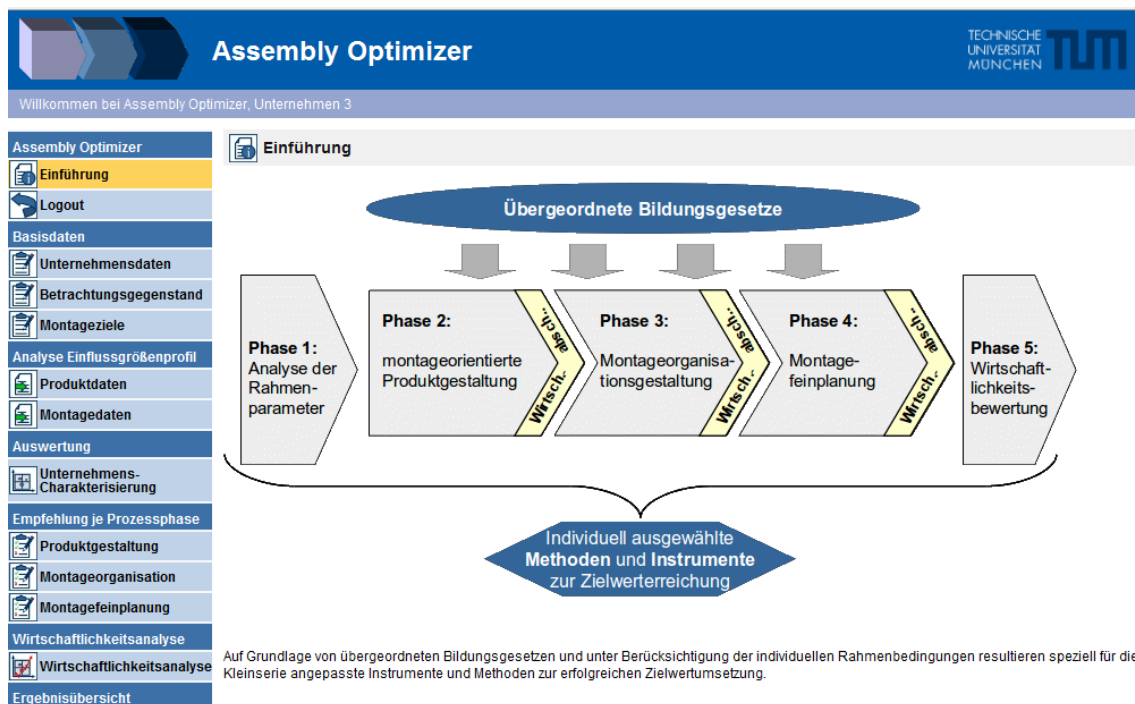 Assembly Optimizer
TECHNISCHE
UNIVERSITÄT
MÜNCHEN
TUM
Willkommen bei Assembly Optimizer, Unternehmen 3
Assembly Optimizer
Einführung
Logout
Basisdaten
Unternehmensdaten
Betrachtungsgegenstand
Montageziele
Analyse Einflussgrößenprofil
Produktdaten
Montagedaten
Auswertung
Unternehmens-
Charakterisierung
Empfehlung je Prozessphase
Produktgestaltung
Montageorganisation
Montagefeinplanung
Wirtschaftlichkeitsanalyse
Wirtschaftlichkeitsanalyse
Ergebnisübersicht
Einführung
Übergeordnete Bildungsgesetze
Phase 1:
Analyse der
Rahmen-
parameter
Phase 2:
montageorientierte
Produktgestaltung
Wirtsch.-
absch..
Phase 3:
Montageorganisa-
tionsgestaltung
Wirtsch.-
absch..
Phase 4:
Montage-
feinplanung
Wirtsch.-
absch..
Phase 5:
Wirtschaft-
lichkeits-
bewertung
Individuell ausgewählte
Methoden und Instrumente
zur Zielwerterreichung
Auf Grundlage von übergeordneten Bildungsgesetzen und unter Berücksichtigung der individuellen Rahmenbedingungen resultieren speziell für die
Kleinserie angepasste Instrumente und Methoden zur erfolgreichen Zielwertumsetzung.